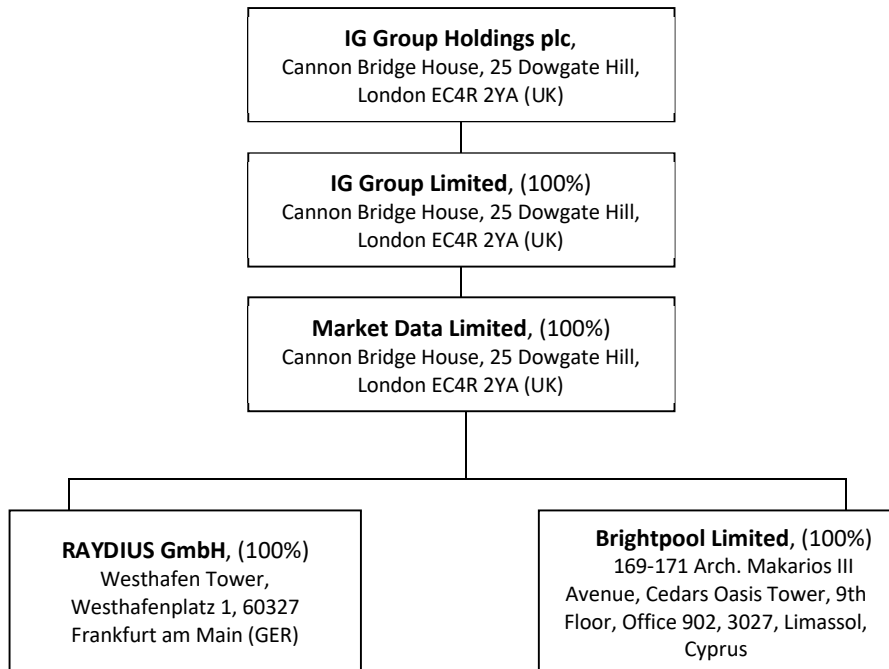 IG Group Holdings plc,
Cannon Bridge House, 25 Dowgate Hill,
London EC4R 2YA (UK)
IG Group Limited, (100%)
Cannon Bridge House, 25 Dowgate Hill,
London EC4R 2YA (UK)
Market Data Limited, (100%)
Cannon Bridge House, 25 Dowgate Hill,
London EC4R 2YA (UK)
RAYDIUS GmbH, (100%)
Westhafen Tower,
Westhafenplatz 1, 60327
Frankfurt am Main (GER)
Brightpool Limited, (100%)
169-171 Arch. Makarios III
Avenue, Cedars Oasis Tower, 9th
Floor, Office 902, 3027, Limassol,
Cyprus